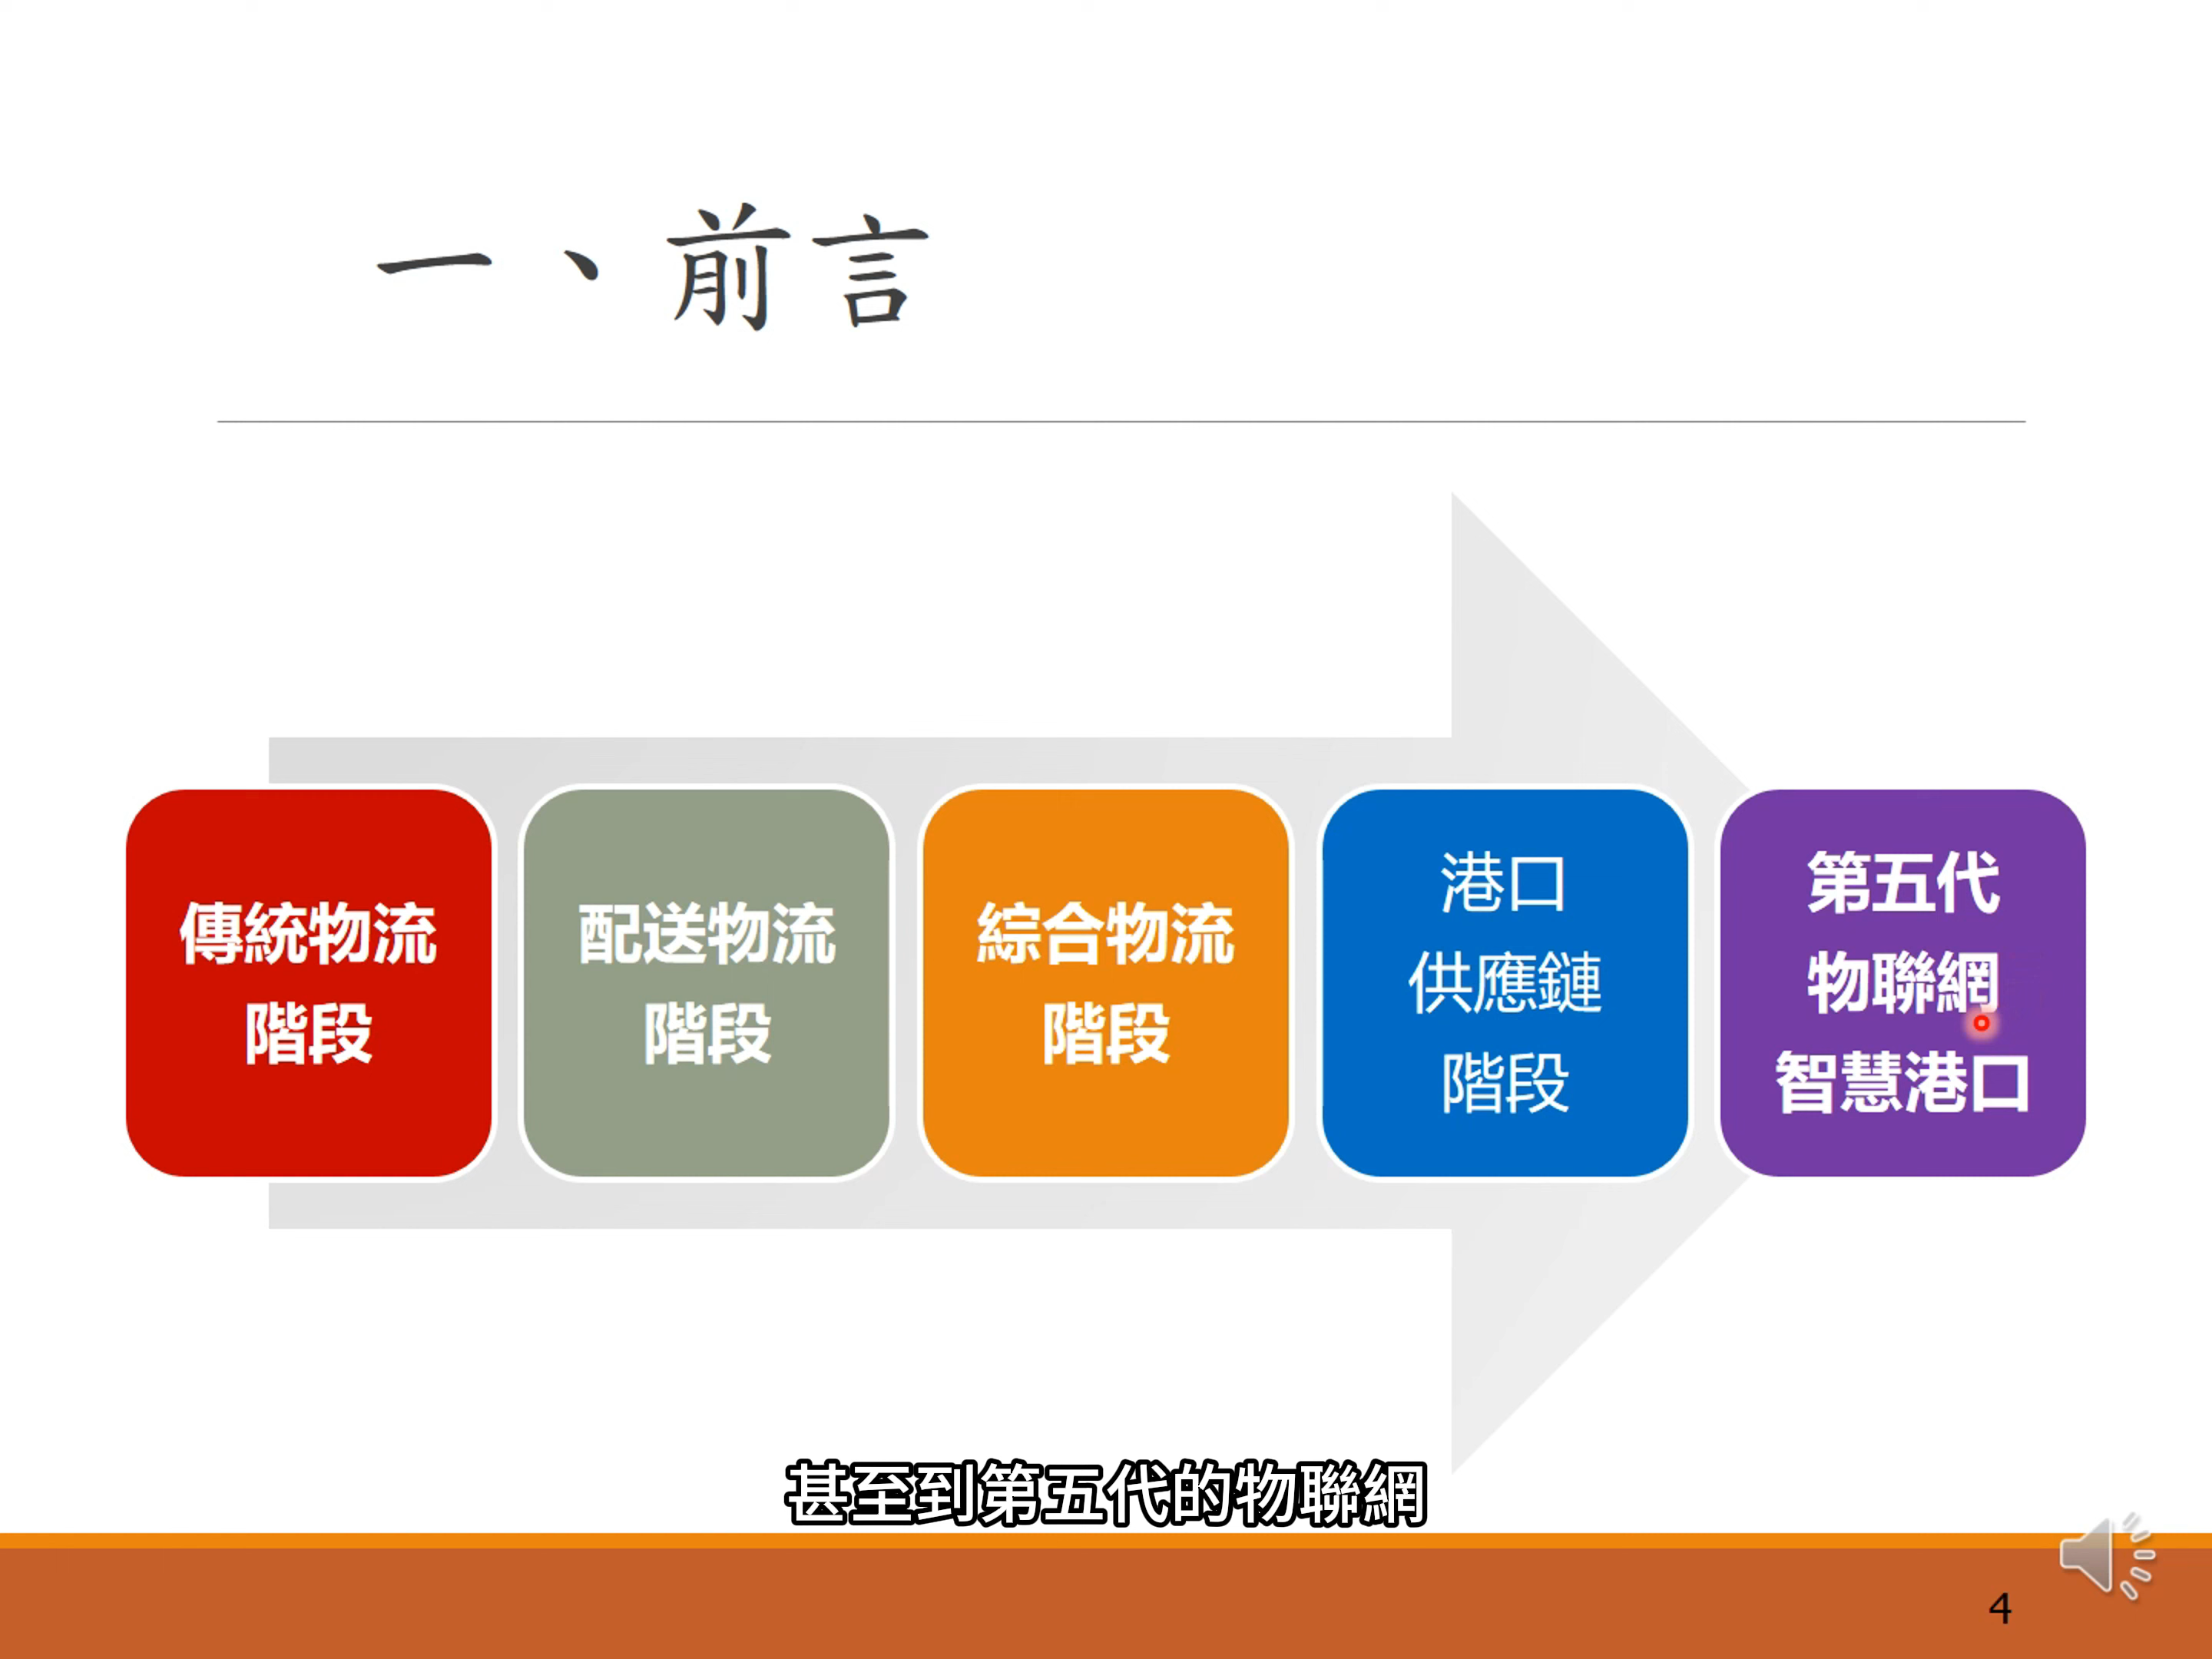 一、前言
傳統物流
階段
配送物流
階段
綜合物流
階段
港口
供應鏈
階段
第五代
物聯網
智慧港口
甚至到第五代的物聯網
4